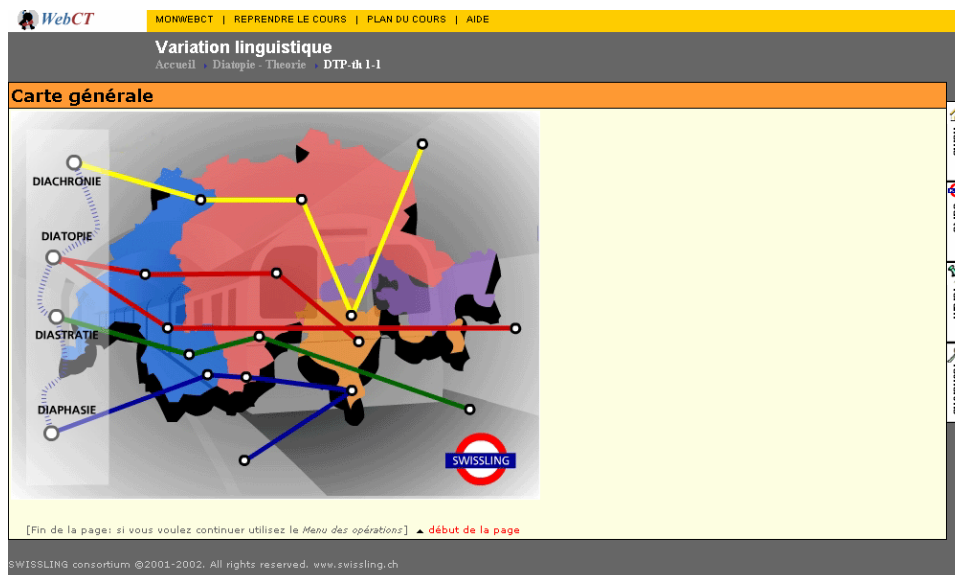 WebCT
MONWEBCT | REPRENDRE LE COURS | PLAN DU COURS | AIDE
Variation linguistique
Accueil › Diatopie - Theorie › DTP-th 1-1
Carte générale
DIACHRONIE
DIATOPIE
DIASTRATIE
DIAPHASIE
SWISSLING
[Fin de la page: si vous voulez continuer utilisez le Menu des opérations] ▲ début de la page
SWISSLING consortium @2001-2002. All rights reserved. www.swissling.ch